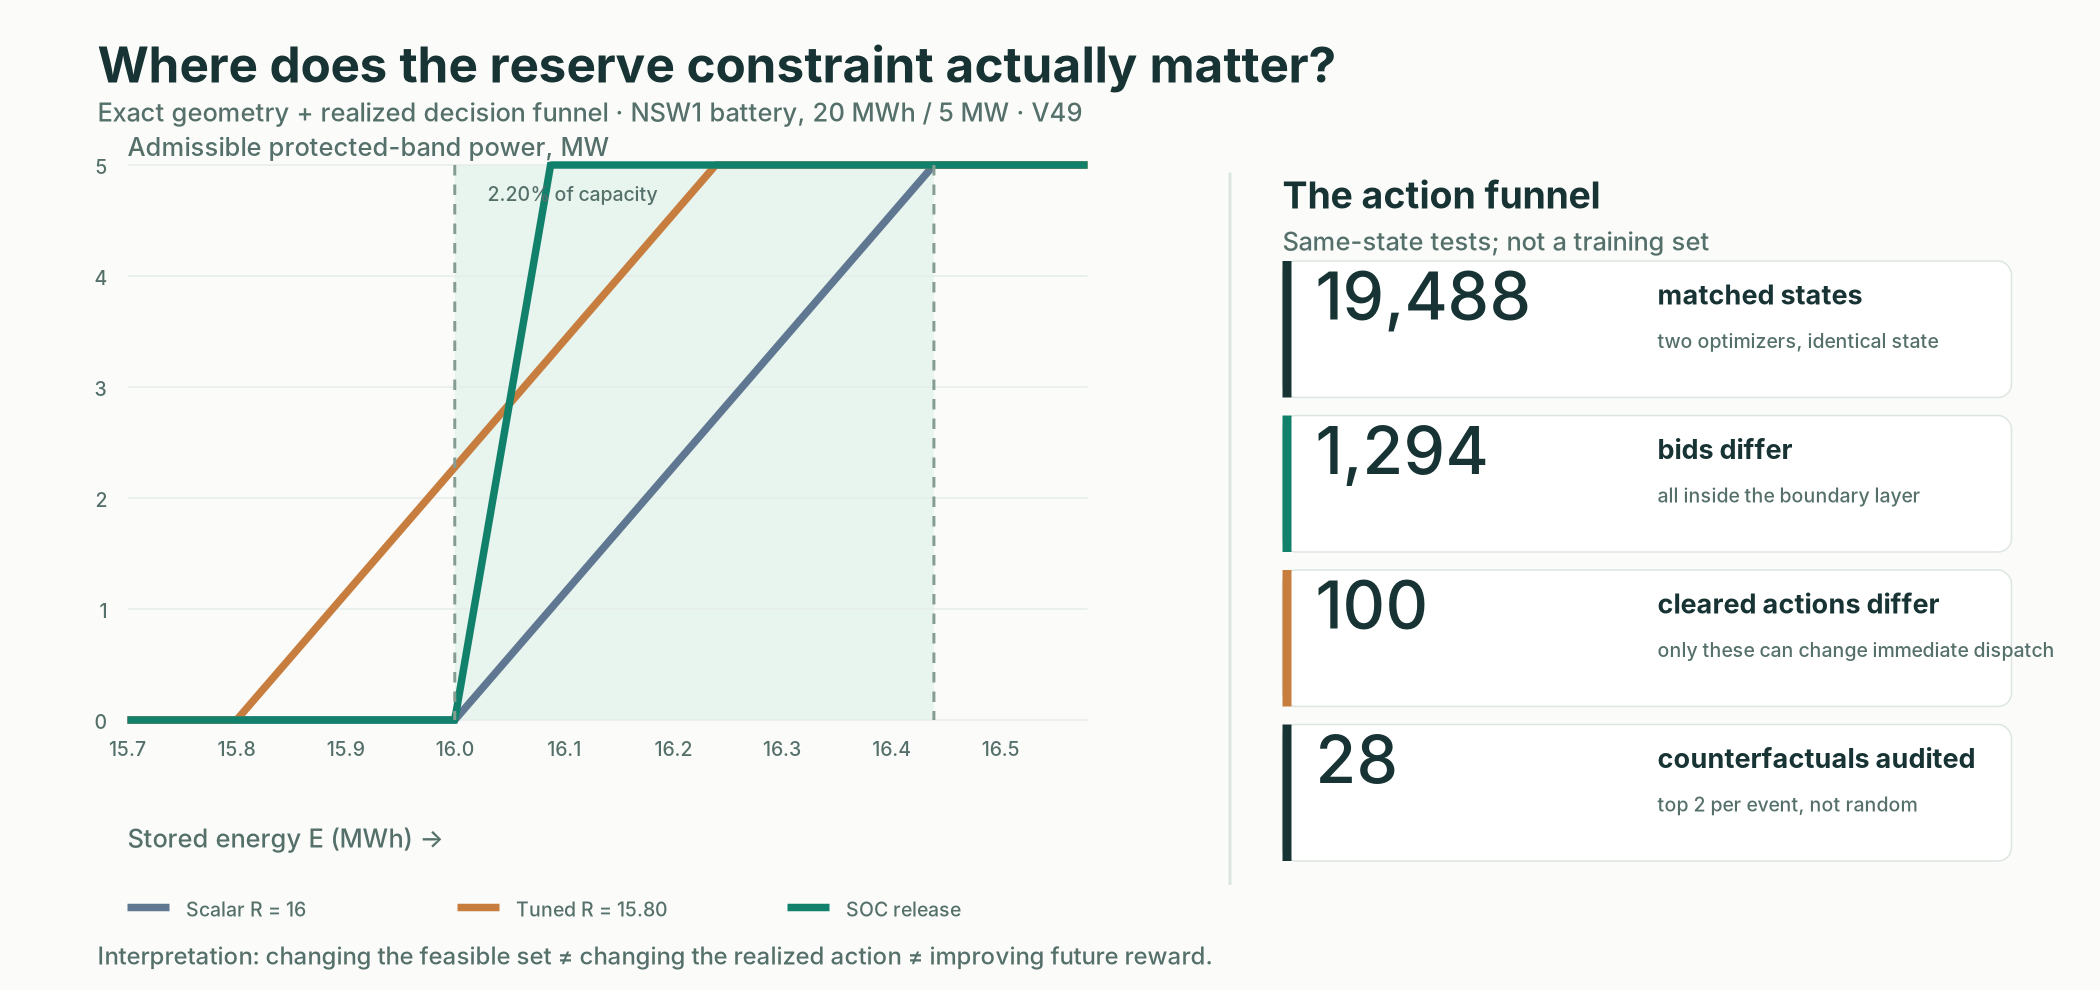 Where does the reserve constraint actually matter?
Exact geometry + realized decision funnel · NSW1 battery, 20 MWh / 5 MW · V49
Admissible protected-band power, MW
5
2.20% of capacity
4
3
2
1
0
15.7 15.8 15.9 16.0 16.1 16.2 16.3 16.4 16.5
Stored energy E (MWh) →
Scalar R = 16 Tuned R = 15.80 SOC release
The action funnel
Same-state tests; not a training set
19,488 matched states
two optimizers, identical state
1,294 bids differ
all inside the boundary layer
100 cleared actions differ
only these can change immediate dispatch
28 counterfactuals audited
top 2 per event, not random
Interpretation: changing the feasible set ≠ changing the realized action ≠ improving future reward.